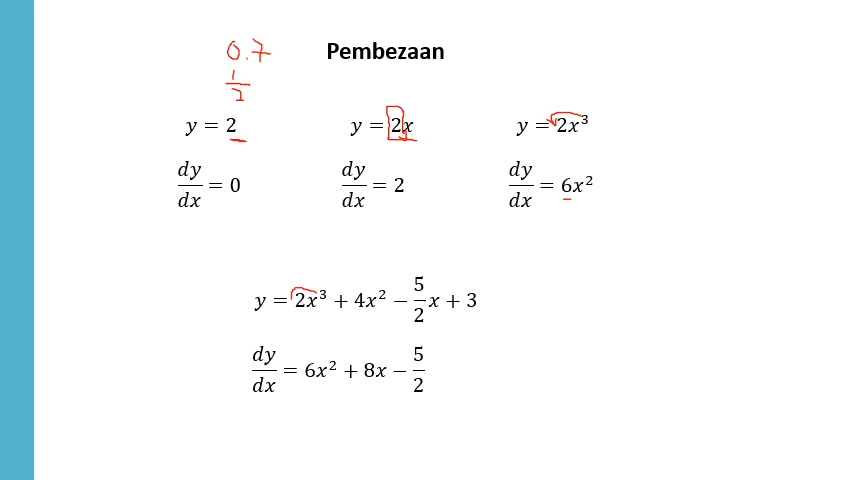 0.7
Pembezaan
1/2
y = 2
y = 2x
y = 2x³
dy/dx = 0
dy/dx = 2
dy/dx = 6x²
y = 2x³ + 4x² − 5/2 x + 3
dy/dx = 6x² + 8x − 5/2